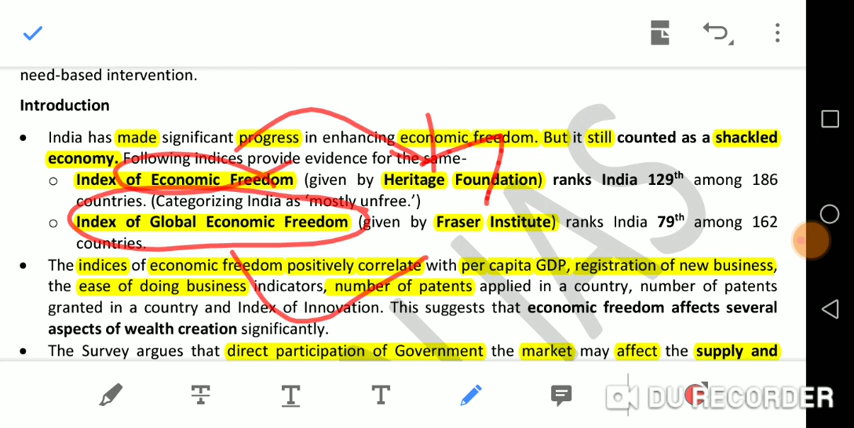 need-based intervention.
Introduction
• India has made significant progress in enhancing economic freedom. But it still counted as a shackled
economy. Following indices provide evidence for the same-
o Index of Economic Freedom (given by Heritage Foundation) ranks India 129th among 186
countries. (Categorizing India as 'mostly unfree.')
o Index of Global Economic Freedom (given by Fraser Institute) ranks India 79th among 162
countries.
• The indices of economic freedom positively correlate with per capita GDP, registration of new business,
the ease of doing business indicators, number of patents applied in a country, number of patents
granted in a country and Index of Innovation. This suggests that economic freedom affects several
aspects of wealth creation significantly.
• The Survey argues that direct participation of Government the market may affect the supply and
IAS
T T T
DU RECORDER